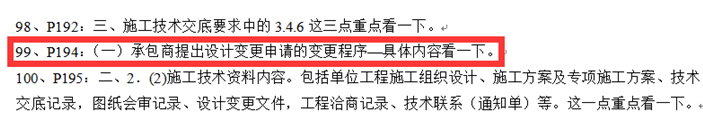 98、P192：三、施工技术交底要求中的 3.4.6 这三点重点看一下。
99、P194：（一）承包商提出设计变更申请的变更程序—具体内容看一下。
100、P195：二、2．(2)施工技术资料内容。包括单位工程施工组织设计、施工方案及专项施工方案、技术
交底记录，图纸会审记录、设计变更文件，工程洽商记录、技术联系（通知单）等。这一点重点看一下。